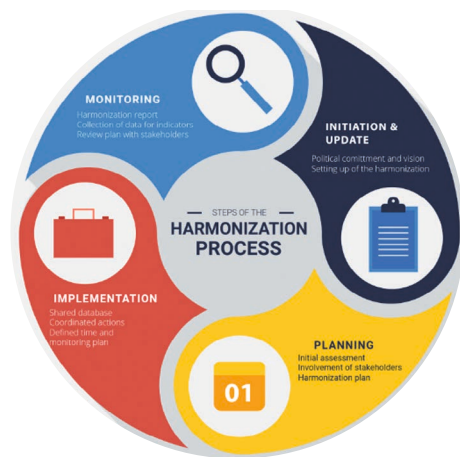 MONITORING
Harmonization report
Collection of data for indicators
Review plan with stakeholders
INITIATION &
UPDATE
Political comittment and vision
Setting up of the harmonization
STEPS OF THE
HARMONIZATION
PROCESS
IMPLEMENTATION
Shared database
Coordinated actions
Defined time and
monitoring plan
PLANNING
Initial assessment
Involvement of stakeholders
Harmonization plan
01